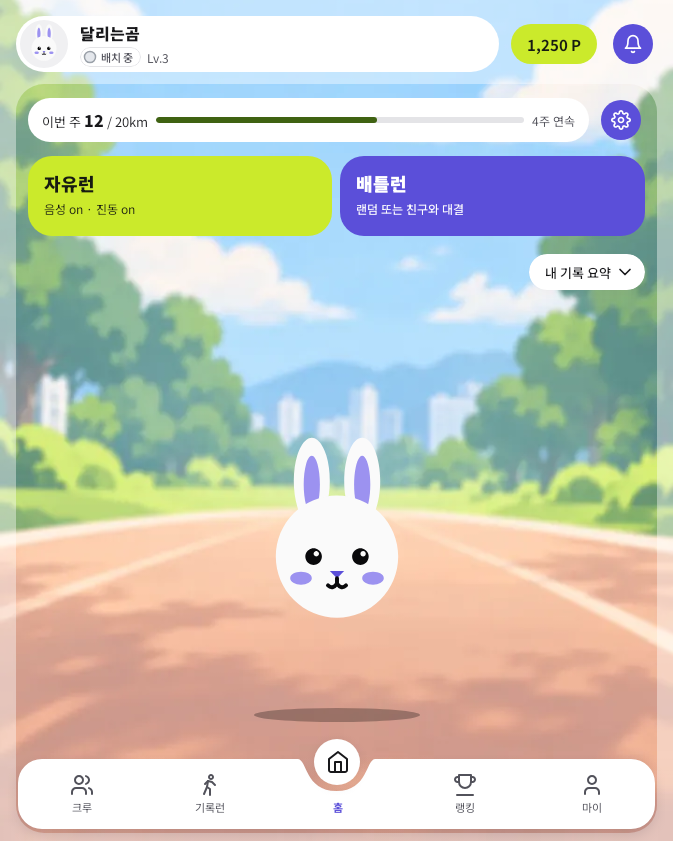 달리는곰
배치 중 Lv.3
1,250 P
이번 주 12 / 20km
4주 연속
자유런
음성 on · 진동 on
배틀런
랜덤 또는 친구와 대결
내 기록 요약
크루
기록런
홈
랭킹
마이